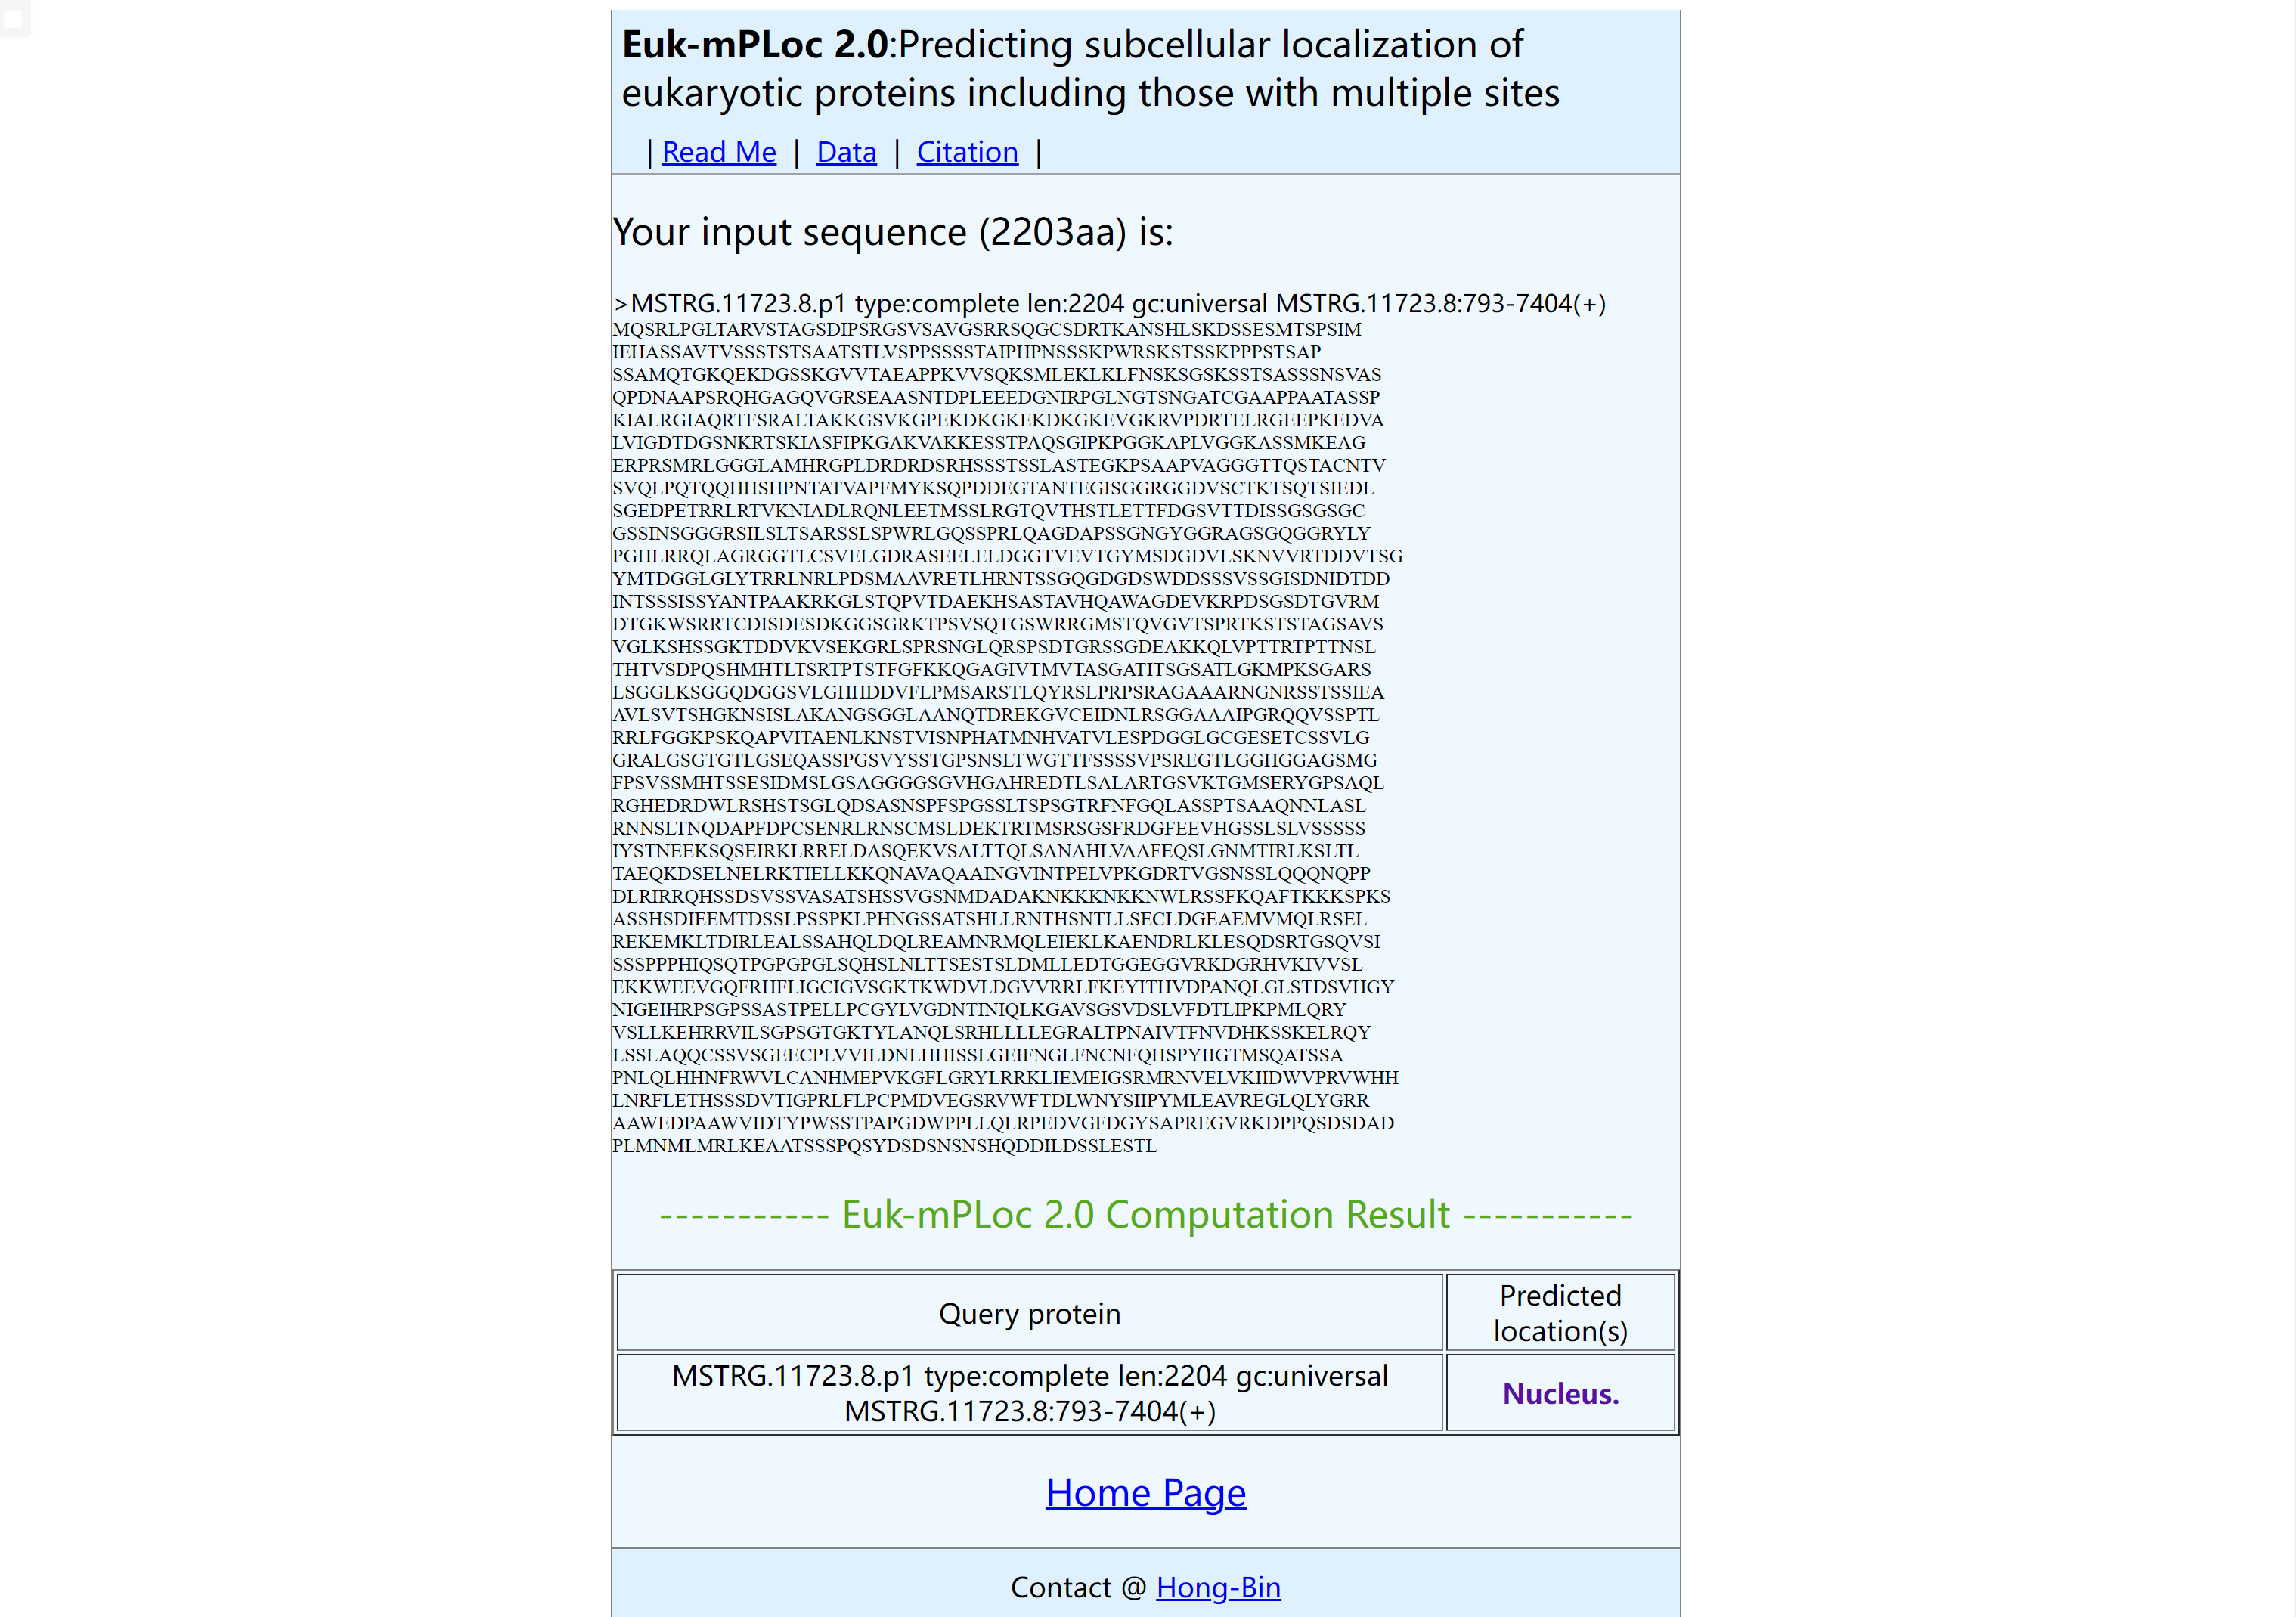 Euk-mPLoc 2.0:Predicting subcellular localization of
eukaryotic proteins including those with multiple sites
| Read Me | Data | Citation |
Your input sequence (2203aa) is:
>MSTRG.11723.8.p1 type:complete len:2204 gc:universal MSTRG.11723.8:793-7404(+)
MQSRLPGLTARVSTAGSDIPSRGSVSAVGSRRSQGCSDRTKANSHLSKDSSESMTSPSIM
IEHASSAVTVSSSTSTSAATSTLVSPPSSSSTAIPHPNSSSKPWRSKSTSSKPPPSTSAP
SSAMQTGKQEKDGSSKGVVTAEAPPKVVSQKSMLEKLKLFNSKSGSKSSTSASSSNSVAS
QPDNAAPSRQHGAGQVGRSEAASNTDPLEEEDGNIRPGLNGTSNGATCGAAPPAATASSP
KIALRGIAQRTFSRALTAKKGSVKGPEKDKGKEKDKGKEVGKRVPDRTELRGEEPKEDVA
LVIGDTDGSNKRTSKIASFIPKGAKVAKKESSTPAQSGIPKPGGKAPLVGGKASSMKEAG
ERPRSMRLGGGLAMHRGPLDRDRDSRHSSSTSSLASTEGKPSAAPVAGGGTTQSTACNTV
SVQLPQTQQHHSHPNTATVAPFMYKSQPDDEGTANTEGISGGRGGDVSCTKTSQTSIEDL
SGEDPETRRLRTVKNIADLRQNLEETMSSLRGTQVTHSTLETTFDGSVTTDISSGSGSGC
GSSINSGGGRSILSLTSARSSLSPWRLGQSSPRLQAGDAPSSGNGYGGRAGSGQGGRYLY
PGHLRRQLAGRGGTLCSVELGDRASEELELDGGTVEVTGYMSDGDVLSKNVVRTDDVTSG
YMTDGGLGLYTRRLNRLPDSMAAVRETLHRNTSSGQGDGDSWDDSSSVSSGISDNIDTDD
INTSSSISSYANTPAAKRKGLSTQPVTDAEKHSASTAVHQAWAGDEVKRPDSGSDTGVRM
DTGKWSRRTCDISDESDKGGSGRKTPSVSQTGSWRRGMSTQVGVTSPRTKSTSTAGSAVS
VGLKSHSSGKTDDVKVSEKGRLSPRSNGLQRSPSDTGRSSGDEAKKQLVPTTRTPTTNSL
THTVSDPQSHMHTLTSRTPTSTFGFKKQGAGIVTMVTASGATITSGSATLGKMPKSGARS
LSGGLKSGGQDGGSVLGHHDDVFLPMSARSTLQYRSLPRPSRAGAAARNGNRSSTSSIEA
AVLSVTSHGKNSISLAKANGSGGLAANQTDREKGVCEIDNLRSGGAAAIPGRQQVSSPTL
RRLFGGKPSKQAPVITAENLKNSTVISNPHATMNHVATVLESPDGGLGCGESETCSSVLG
GRALGSGTGTLGSEQASSPGSVYSSTGPSNSLTWGTTFSSSSVPSREGTLGGHGGAGSMG
FPSVSSMHTSSESIDMSLGSAGGGGSGVHGAHREDTLSALARTGSVKTGMSERYGPSAQL
RGHEDRDWLRSHSTSGLQDSASNSPFSPGSSLTSPSGTRFNFGQLASSPTSAAQNNLASL
RNNSLTNQDAPFDPCSENRLRNSCMSLDEKTRTMSRSGSFRDGFEEVHGSSLSLVSSSSS
IYSTNEEKSQSEIRKLRRELDASQEKVSALTTQLSANAHLVAAFEQSLGNMTIRLKSLTL
TAEQKDSELNELRKTIELLKKQNAVAQAAINGVINTPELVPKGDRTVGSNSSLQQQNQPP
DLRIRRQHSSDSVSSVASATSHSSVGSNMDADAKNKKKNKKNWLRSSFKQAFTKKKSPKS
ASSHSDIEEMTDSSLPSSPKLPHNGSSATSHLLRNTHSNTLLSECLDGEAEMVMQLRSEL
REKEMKLTDIRLEALSSAHQLDQLREAMNRMQLEIEKLKAENDRLKLESQDSRTGSQVSI
SSSPPPHIQSQTPGPGPGLSQHSLNLTTSESTSLDMLLEDTGGEGGVRKDGRHVKIVVSL
EKKWEEVGQFRHFLIGCIGVSGKTKWDVLDGVVRRLFKEYITHVDPANQLGLSTDSVHGY
NIGEIHRPSGPSSASTPELLPCGYLVGDNTINIQLKGAVSGSVDSLVFDTLIPKPMLQRY
VSLLKEHRRVILSGPSGTGKTYLANQLSRHLLLLEGRALTPNAIVTFNVDHKSSKELRQY
LSSLAQQCSSVSGEECPLVVILDNLHHISSLGEIFNGLFNCNFQHSPYIIGTMSQATSSA
PNLQLHHNFRWVLCANHMEPVKGFLGRYLRRKLIEMEIGSRMRNVELVKIIDWVPRVWHH
LNRFLETHSSSDVTIGPRLFLPCPMDVEGSRVWFTDLWNYSIIPYMLEAVREGLQLYGRR
AAWEDPAAWVIDTYPWSSTPAPGDWPPLLQLRPEDVGFDGYSAPREGVRKDPPQSDSDAD
PLMNMLMRLKEAATSSSPQSYDSDSNSNSHQDDILDSSLESTL
----------- Euk-mPLoc 2.0 Computation Result -----------
Query protein
Predicted
location(s)
MSTRG.11723.8.p1 type:complete len:2204 gc:universal
MSTRG.11723.8:793-7404(+)
Nucleus.
Home Page
Contact @ Hong-Bin